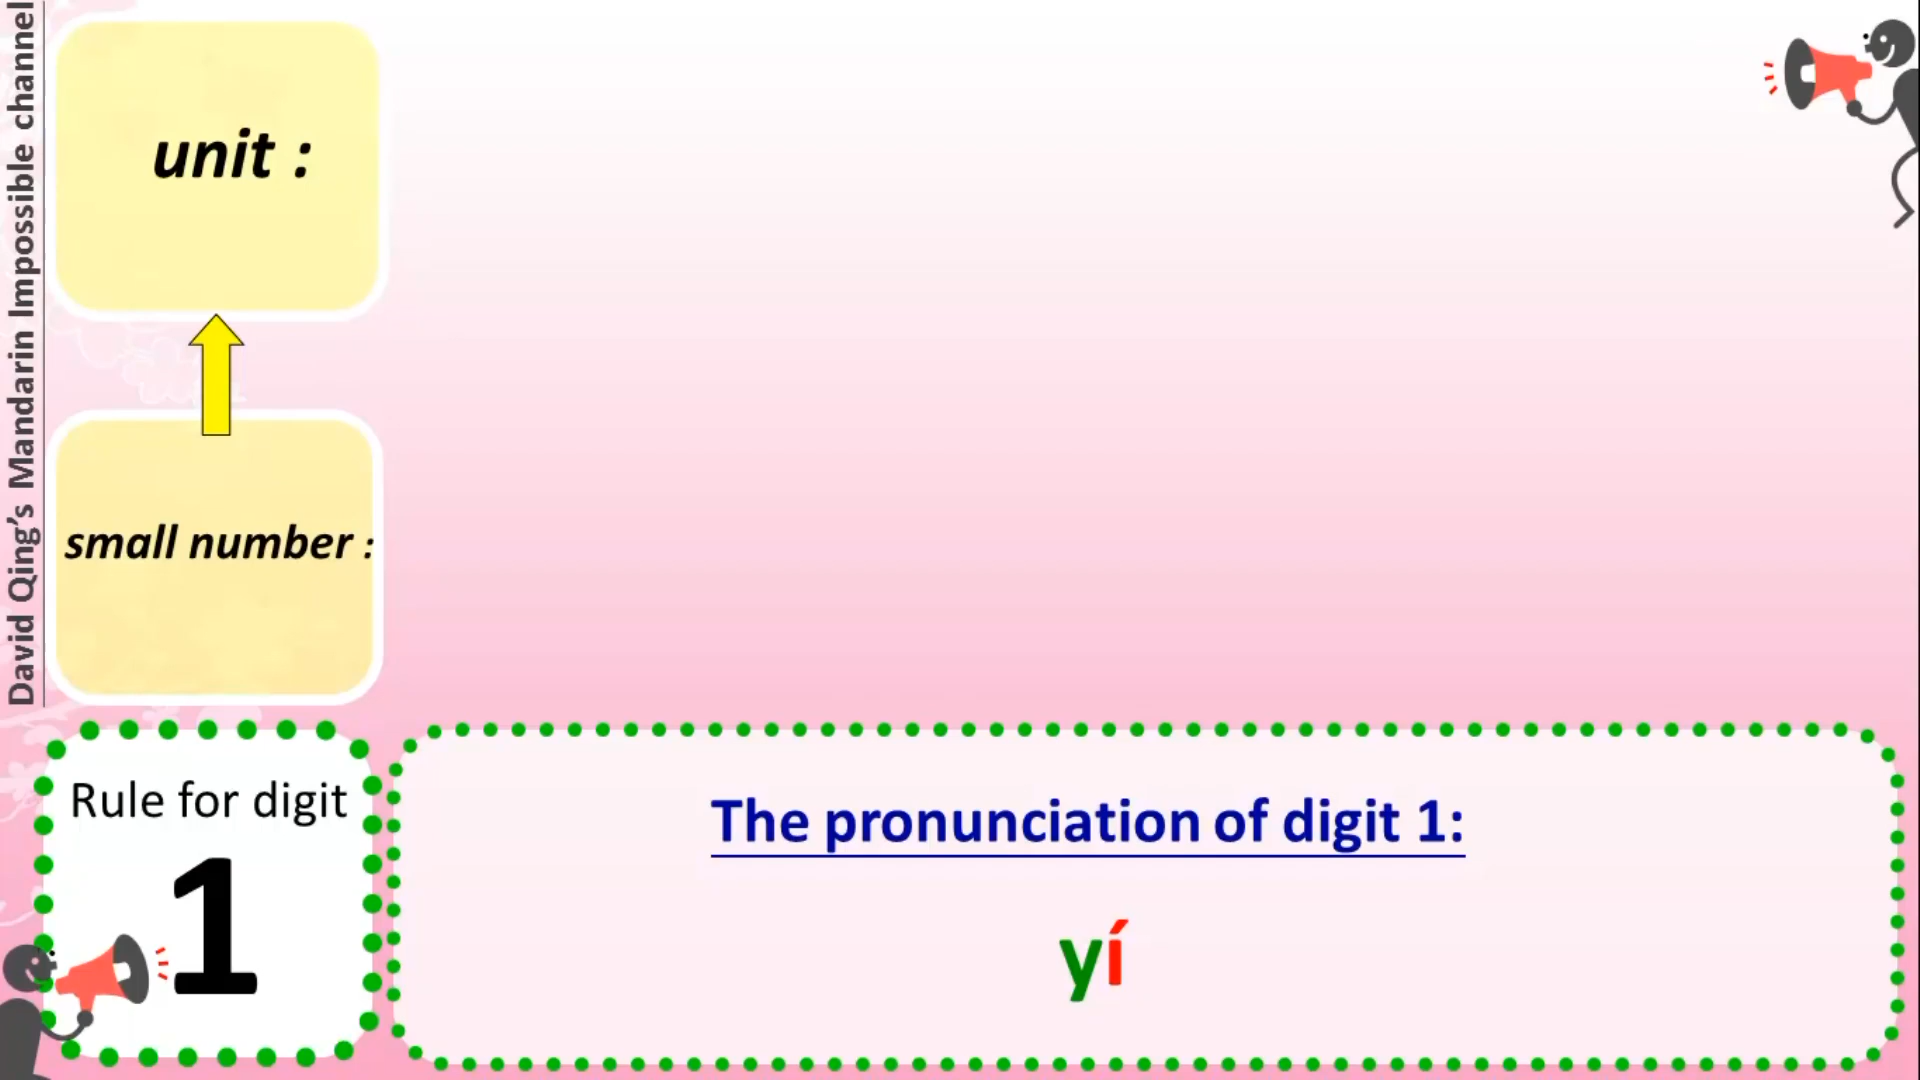 David Qing’s Mandarin Impossible channel
unit :
small number :
Rule for digit
1
The pronunciation of digit 1:
yí